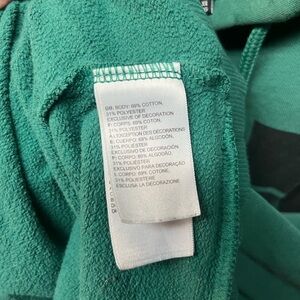 GB: BODY: 69% COTTON,
31% POLYESTER
EXCLUSIVE OF DECORATION
F: CORPS: 69% COTON,
31% POLYESTER
A L'EXCEPTION DES DÉCORATIONS
E: CUERPO: 69% ALGODÓN,
31% POLIÉSTER
EXCLUSIVO DE DECORACIÓN
P: CORPO: 69% ALGODÃO,
31% POLIÉSTER
EXCLUSIVO PARA DECORAÇÃO
I: CORPO: 69% COTONE,
31% POLIESTERE
ESCLUSA LA DECORAZIONE